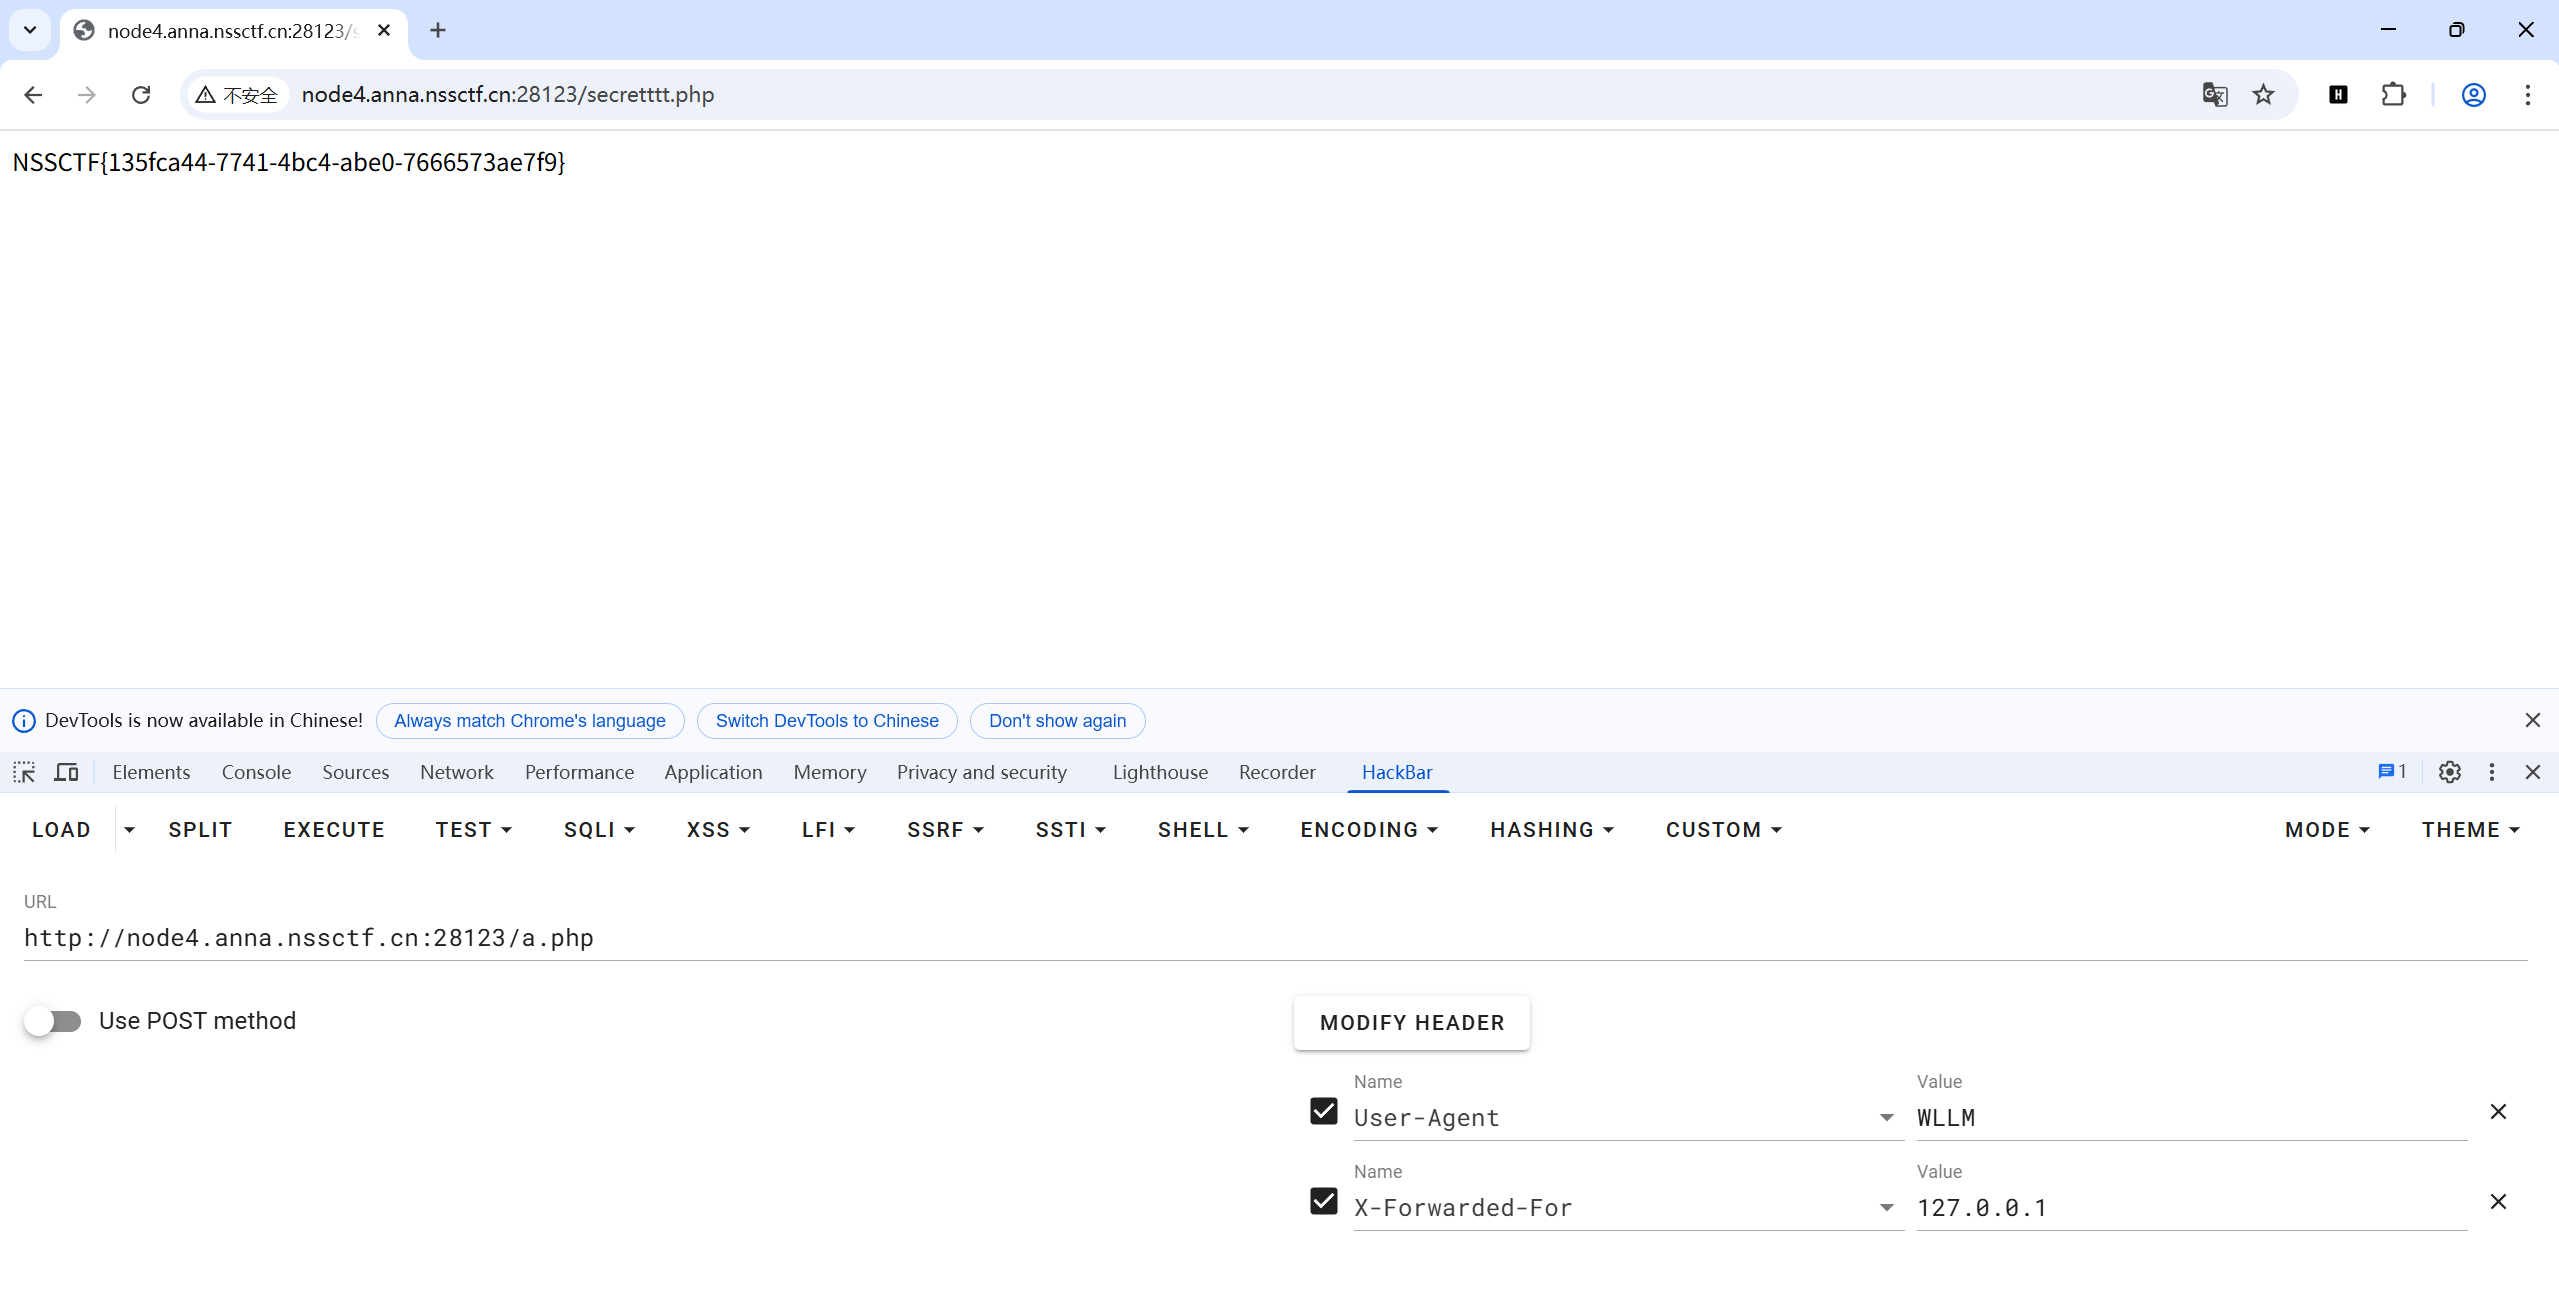 node4.anna.nssctf.cn:28123/s
不安全 node4.anna.nssctf.cn:28123/secretttt.php
NSSCTF{135fca44-7741-4bc4-abe0-7666573ae7f9}
DevTools is now available in Chinese! Always match Chrome's language Switch DevTools to Chinese Don't show again
Elements Console Sources Network Performance Application Memory Privacy and security Lighthouse Recorder HackBar 1
LOAD SPLIT EXECUTE TEST SQLI XSS LFI SSRF SSTI SHELL ENCODING HASHING CUSTOM MODE THEME
URL
http://node4.anna.nssctf.cn:28123/a.php
Use POST method MODIFY HEADER
Name Value
User-Agent WLLM
Name Value
X-Forwarded-For 127.0.0.1